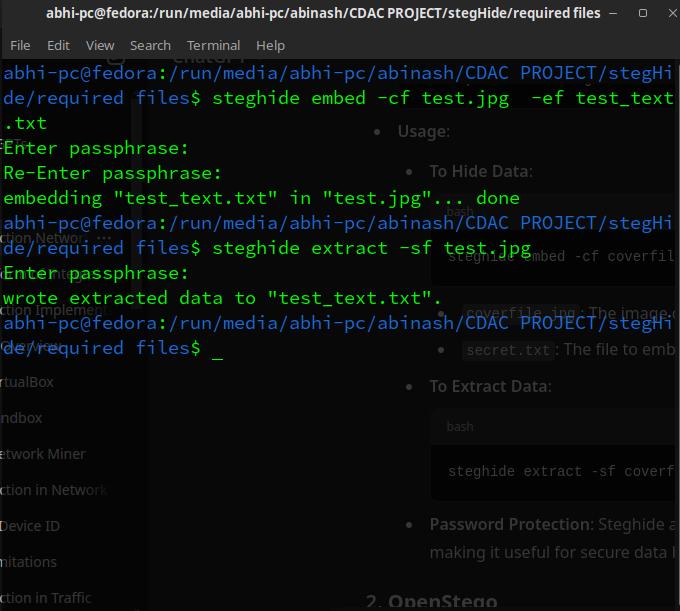 abhi-pc@fedora:/run/media/abhi-pc/abinash/CDAC PROJECT/stegHide/required files
File Edit View Search Terminal Help
abhi-pc@fedora:/run/media/abhi-pc/abinash/CDAC PROJECT/stegHi
de/required files$ steghide embed -cf test.jpg  -ef test_text
.txt
Enter passphrase:
Re-Enter passphrase:
embedding "test_text.txt" in "test.jpg"... done
abhi-pc@fedora:/run/media/abhi-pc/abinash/CDAC PROJECT/stegHi
de/required files$ steghide extract -sf test.jpg
Enter passphrase:
wrote extracted data to "test_text.txt".
abhi-pc@fedora:/run/media/abhi-pc/abinash/CDAC PROJECT/stegHi
de/required files$ _
ChatGPT
Usage:
To Hide Data:
bash
steghide embed -cf coverfil
coverfile.jpg: The image
secret.txt: The file to emb
To Extract Data:
bash
steghide extract -sf coverf
Password Protection: Steghide a
making it useful for secure data
2. OpenStego
ction Network
ction Implement
Overview
rtualBox
ndbox
etwork Miner
ction in Network
Device ID
mitations
ction in Traffic